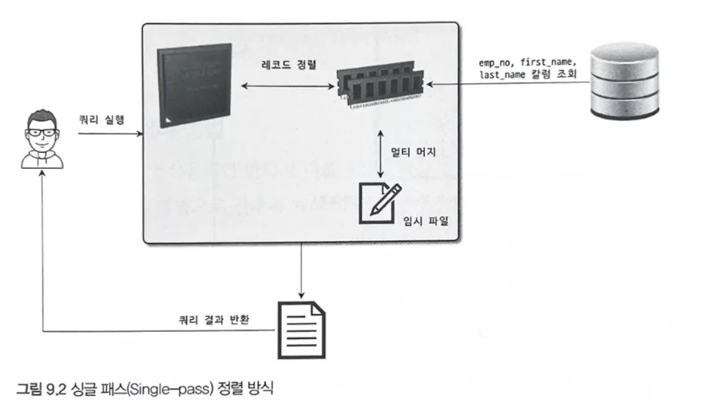 레코드 정렬
emp_no, first_name,
last_name 칼럼 조회
쿼리 실행
멀티 머지
임시 파일
쿼리 결과 반환
그림 9.2 싱글 패스(Single-pass) 정렬 방식